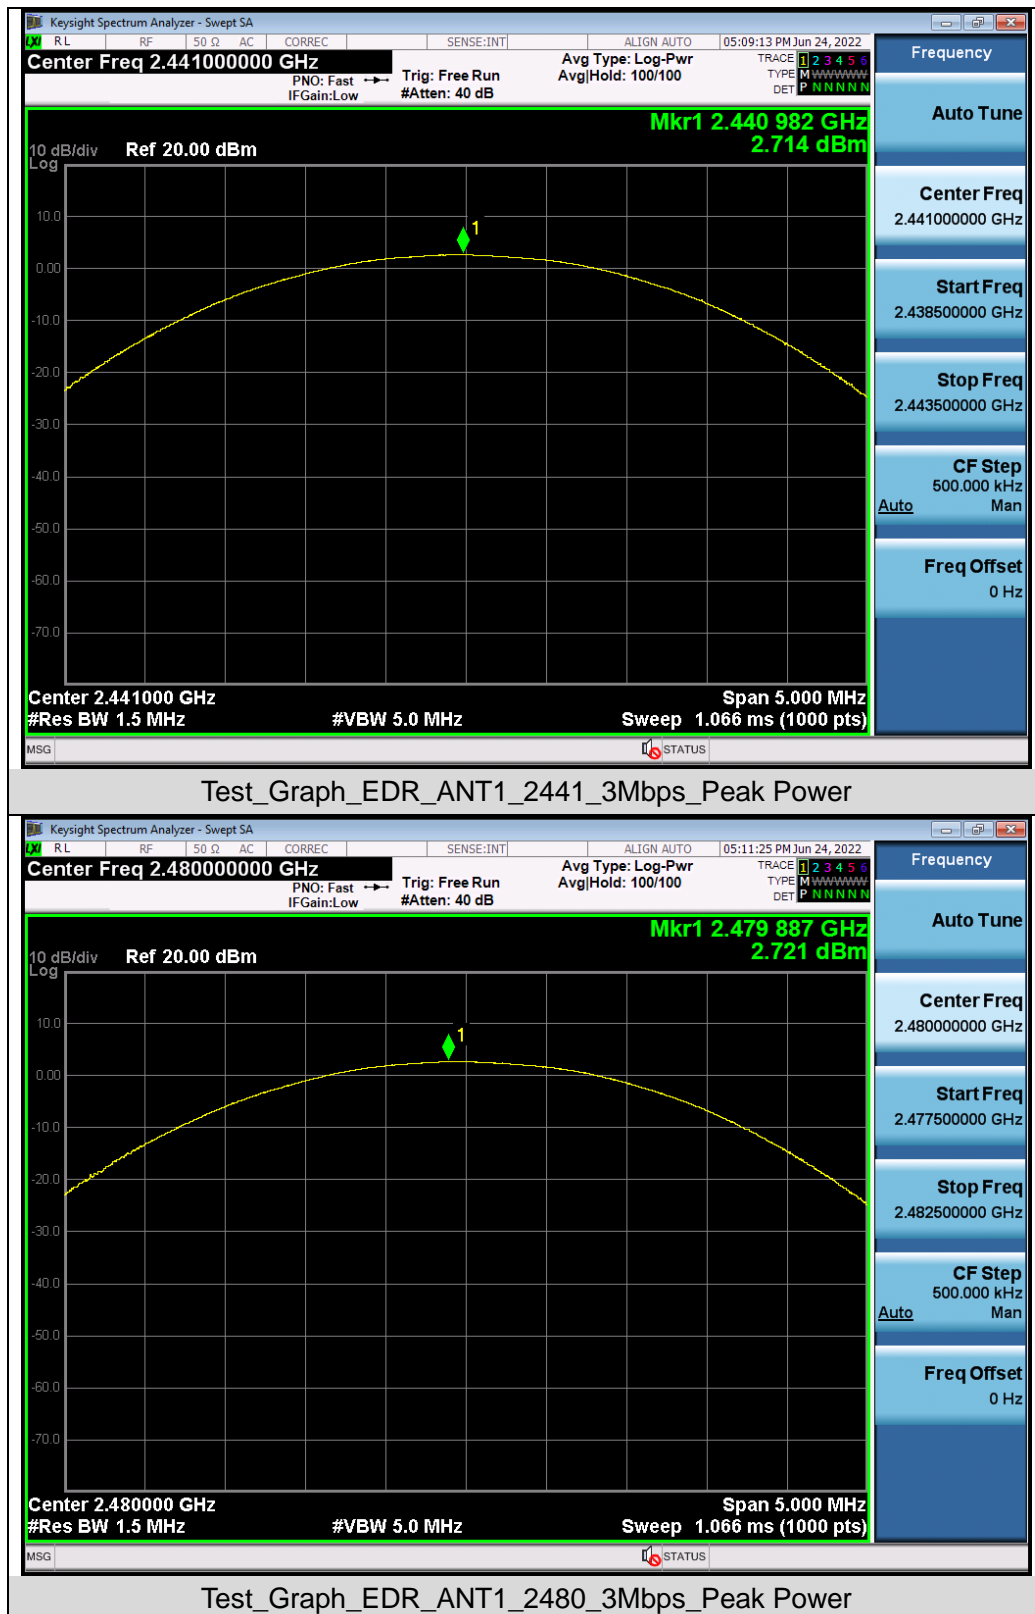 Keysight Spectrum Analyzer - Swept SA
LXI RL RF 50 Ω AC CORREC SENSE:INT ALIGN AUTO 05:09:13 PM Jun 24, 2022
Center Freq 2.441000000 GHz
PNO: Fast
IFGain:Low
Trig: Free Run
#Atten: 40 dB
Avg Type: Log-Pwr
Avg|Hold: 100/100
TRACE 1 2 3 4 5 6
TYPE M WWWWW
DET P N N N N N
Mkr1 2.440 982 GHz
2.714 dBm
10 dB/div Ref 20.00 dBm
Log
10.0
0.00
-10.0
-20.0
-30.0
-40.0
-50.0
-60.0
-70.0
1
Center 2.441000 GHz Span 5.000 MHz
#Res BW 1.5 MHz #VBW 5.0 MHz Sweep 1.066 ms (1000 pts)
MSG STATUS
Frequency
Auto Tune
Center Freq
2.441000000 GHz
Start Freq
2.438500000 GHz
Stop Freq
2.443500000 GHz
CF Step
500.000 kHz
Auto Man
Freq Offset
0 Hz
Test_Graph_EDR_ANT1_2441_3Mbps_Peak Power
Keysight Spectrum Analyzer - Swept SA
LXI RL RF 50 Ω AC CORREC SENSE:INT ALIGN AUTO 05:11:25 PM Jun 24, 2022
Center Freq 2.480000000 GHz
PNO: Fast
IFGain:Low
Trig: Free Run
#Atten: 40 dB
Avg Type: Log-Pwr
Avg|Hold: 100/100
TRACE 1 2 3 4 5 6
TYPE M WWWWW
DET P N N N N N
Mkr1 2.479 887 GHz
2.721 dBm
10 dB/div Ref 20.00 dBm
Log
10.0
0.00
-10.0
-20.0
-30.0
-40.0
-50.0
-60.0
-70.0
1
Center 2.480000 GHz Span 5.000 MHz
#Res BW 1.5 MHz #VBW 5.0 MHz Sweep 1.066 ms (1000 pts)
MSG STATUS
Frequency
Auto Tune
Center Freq
2.480000000 GHz
Start Freq
2.477500000 GHz
Stop Freq
2.482500000 GHz
CF Step
500.000 kHz
Auto Man
Freq Offset
0 Hz
Test_Graph_EDR_ANT1_2480_3Mbps_Peak Power